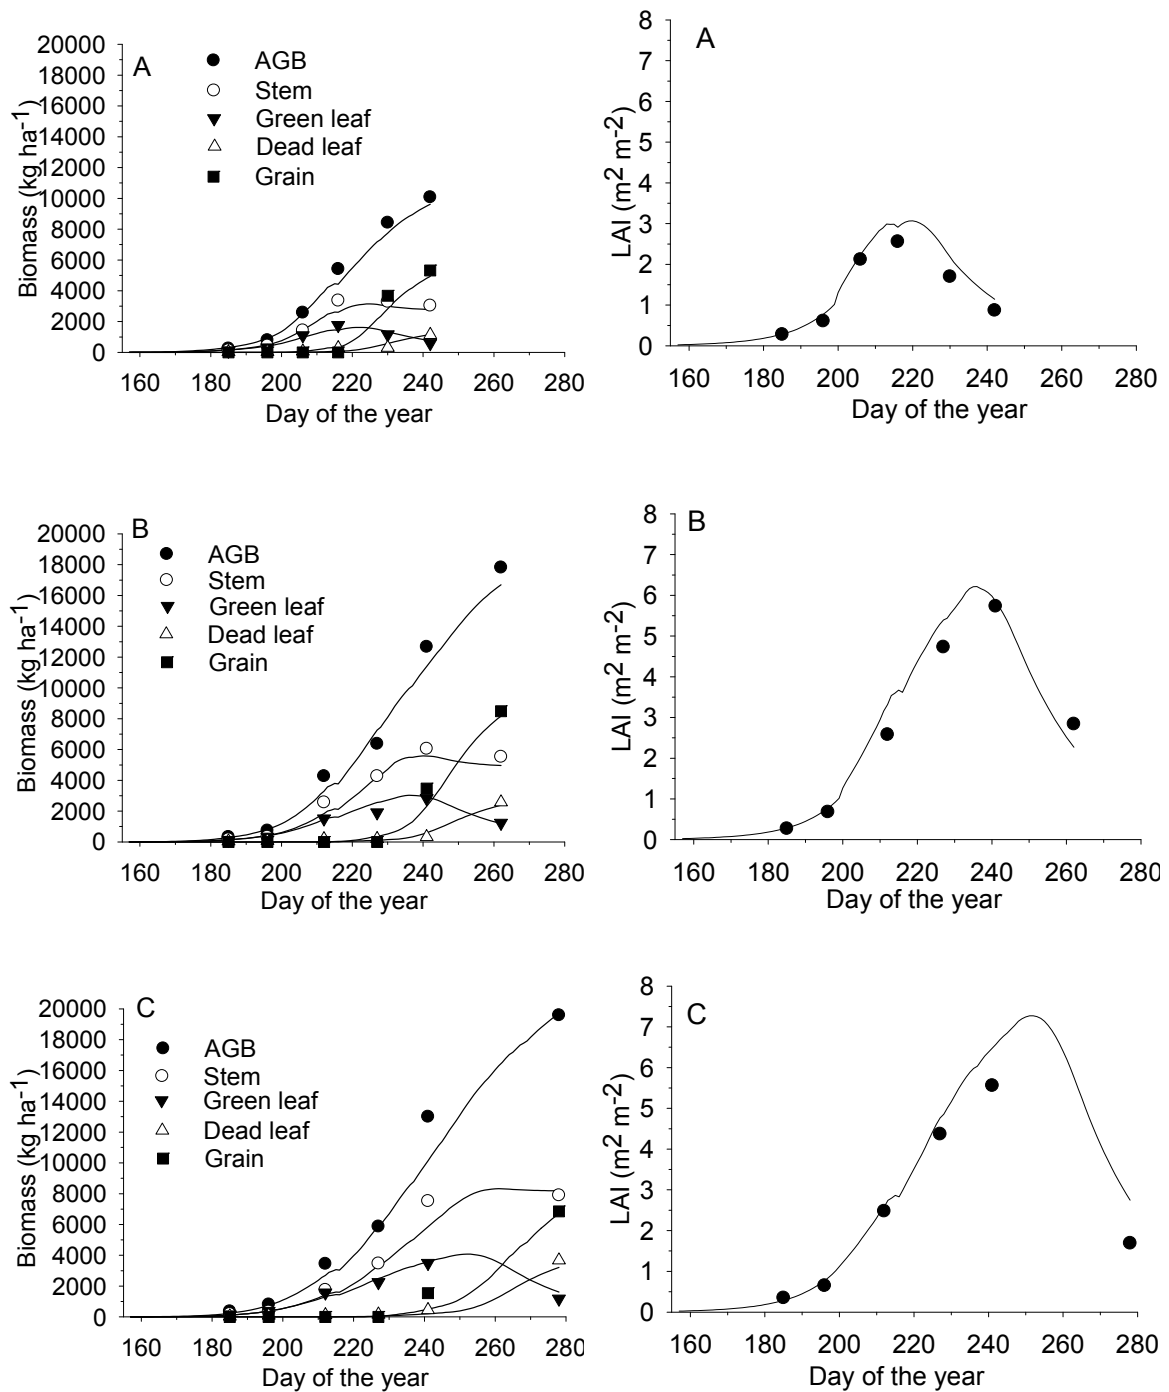 A
20000
18000
16000
14000
12000
10000
8000
6000
4000
2000
0
Biomass (kg ha-1)
AGB
Stem
Green leaf
Dead leaf
Grain
160 180 200 220 240 260 280
Day of the year
A
8
7
6
5
4
3
2
1
0
LAI (m2 m-2)
160 180 200 220 240 260 280
Day of the year
B
20000
18000
16000
14000
12000
10000
8000
6000
4000
2000
0
Biomass (kg ha-1)
AGB
Stem
Green leaf
Dead leaf
Grain
160 180 200 220 240 260 280
Day of the year
B
8
7
6
5
4
3
2
1
0
LAI (m2 m-2)
160 180 200 220 240 260 280
Day of the year
C
20000
18000
16000
14000
12000
10000
8000
6000
4000
2000
0
Biomass (kg ha-1)
AGB
Stem
Green leaf
Dead leaf
Grain
160 180 200 220 240 260 280
Day of the year
C
8
7
6
5
4
3
2
1
0
LAI (m2 m-2)
160 180 200 220 240 260 280
Day of the year